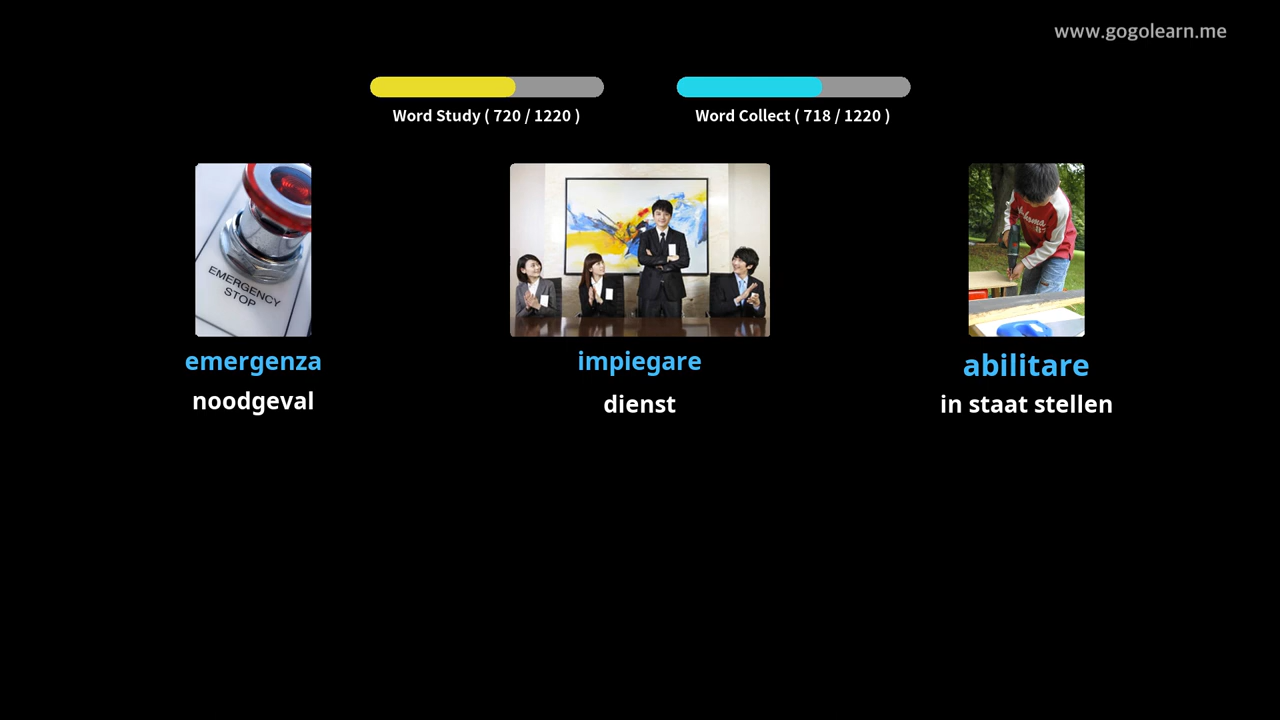 www.gogolearn.me
Word Study ( 720 / 1220 )
Word Collect ( 718 / 1220 )
EMERGENCY
STOP
emergenza
impiegare
abilitare
noodgeval
dienst
in staat stellen